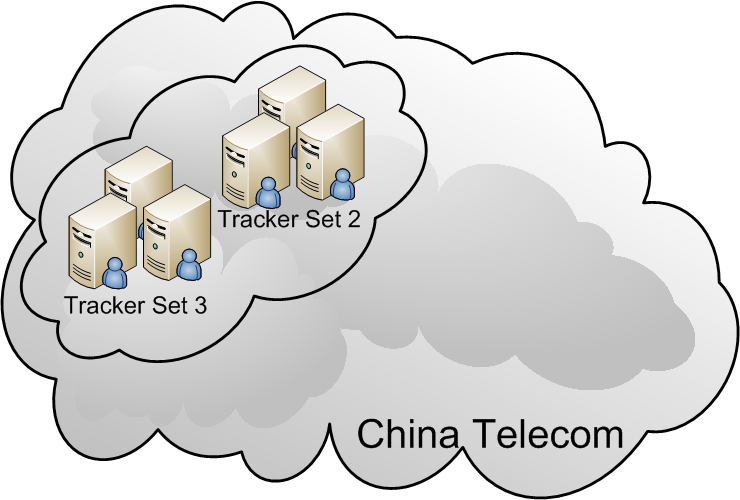 Tracker Set 2
Tracker Set 3
China Telecom